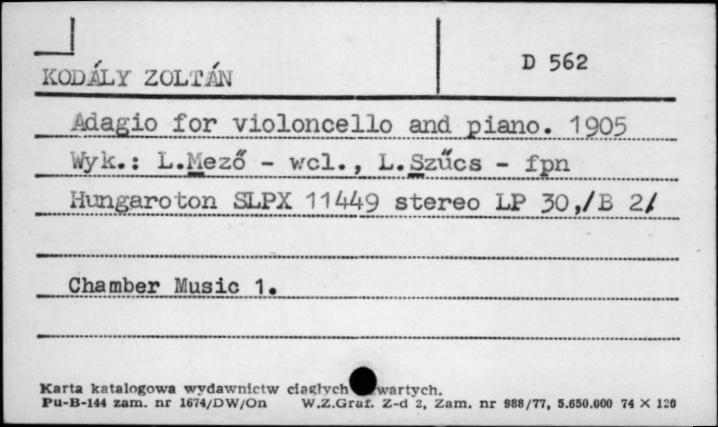 KODÁLY ZOLTÁN
D 562
Adagio for violoncello and piano. 1905
Wyk.: L.Mező - wcl., L.Szűcs - fpn
Hungaroton SLPX 11449 stereo LP 30,/B 2/
Chamber Music 1.
Karta katalogowa wydawnictw ciągłych wartych.
Pu-B-144 zam. nr 1674/DW/On W.Z.Graf. Z-d 2, Zam. nr 988/77, 5.650.000 74 X 120